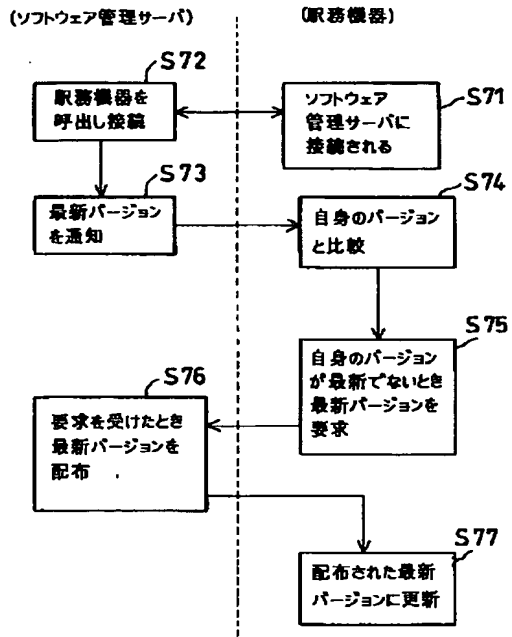 (ソフトウェア管理サーバ)
(駅務機器)
S72
駅務機器を
呼出し接続
S71
ソフトウェア
管理サーバに
接続される
S73
最新バージョン
を通知
S74
自身のバージョン
と比較
S75
自身のバージョン
が最新でないとき
最新バージョンを
要求
S76
要求を受けたとき
最新バージョンを
配布
S77
配布された最新
バージョンに更新